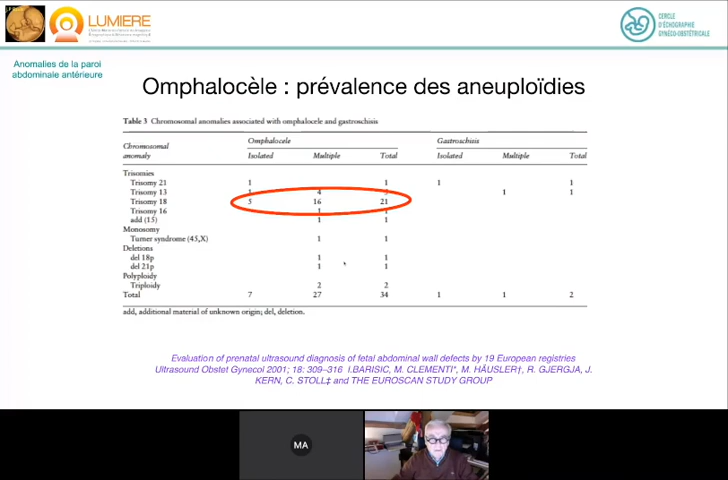 LUMIERE
CERCLE
D'ÉCHOGRAPHIE
GYNÉCO-OBSTÉTRICALE
Anomalies de la paroi
abdominale antérieure
Omphalocèle : prévalence des aneuploïdies
Table 3 Chromosomal anomalies associated with omphalocele and gastroschisis
Chromosomal anomaly Omphalocele Gastroschisis
Isolated Multiple Total Isolated Multiple Total
Trisomies
Trisomy 21 1 1 1 1
Trisomy 13 4 1 1
Trisomy 18 5 16 21
Trisomy 16 1
add (15) 1 1
Monosomy
Turner syndrome (45,X) 1 1
Deletions
del 18p 1 1
del 21p 1 1
Polyploidy
Triploidy 2 2
Total 7 27 34 1 1 2
add, additional material of unknown origin; del, deletion.
Evaluation of prenatal ultrasound diagnosis of fetal abdominal wall defects by 19 European registries
Ultrasound Obstet Gynecol 2001; 18: 309–316 I.BARISIC, M. CLEMENTI*, M. HÄUSLER†, R. GJERGJA, J.
KERN, C. STOLL‡ and THE EUROSCAN STUDY GROUP
MA